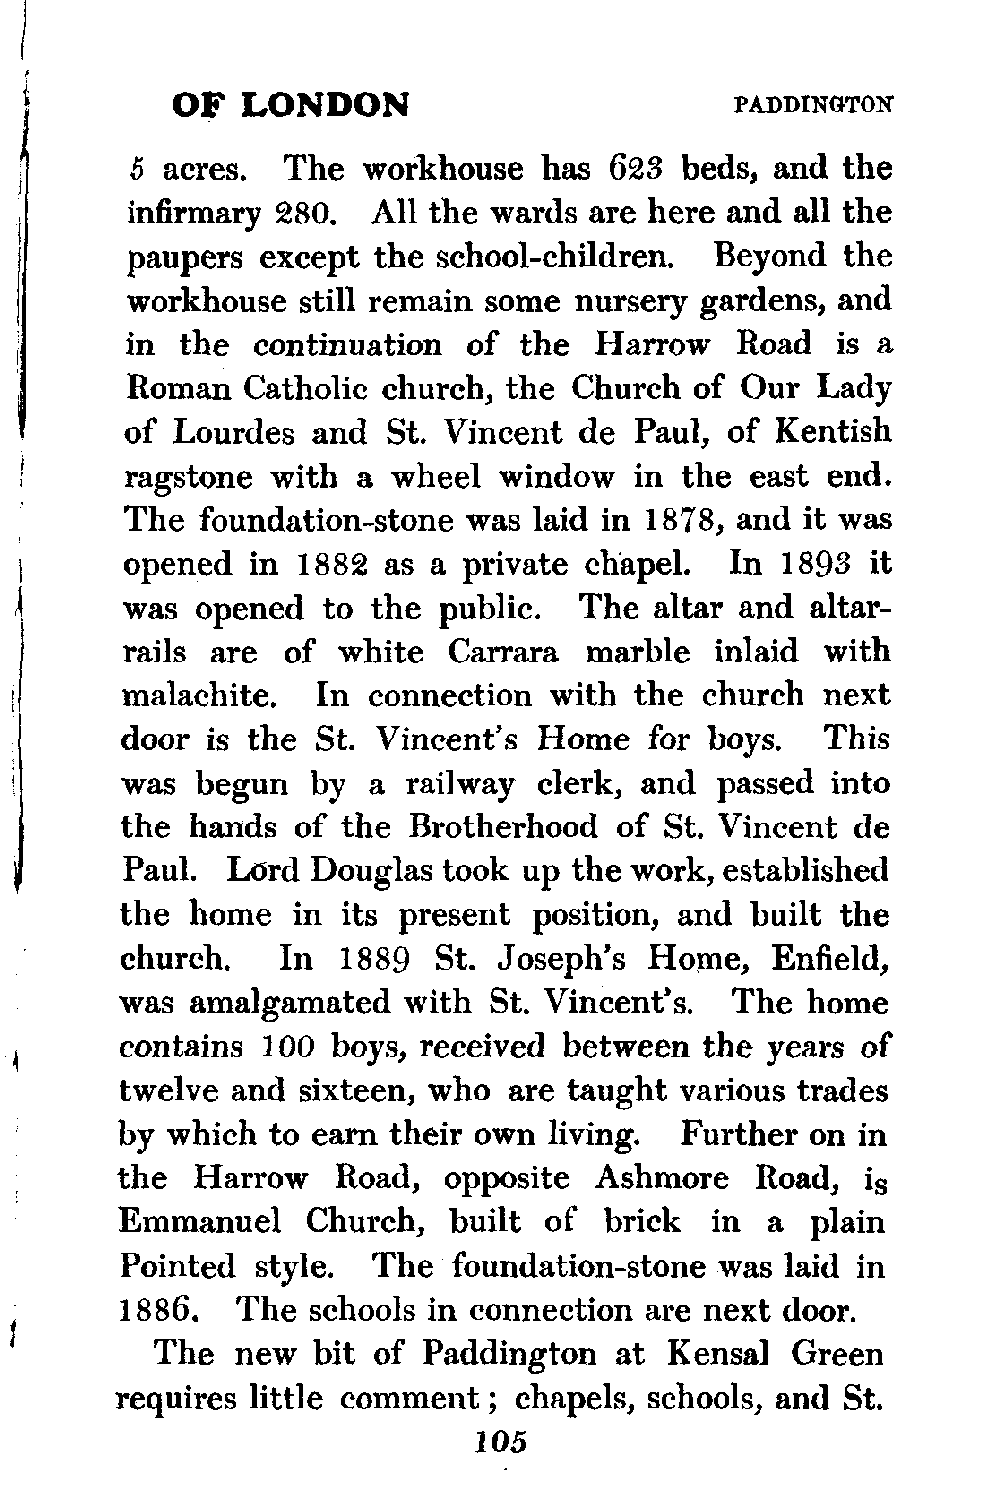 OF LONDON PADDINGTON
5 acres. The workhouse has 623 beds, and the
infirmary 280. All the wards are here and all the
paupers except the school-children. Beyond the
workhouse still remain some nursery gardens, and
in the continuation of the Harrow Road is a
Roman Catholic church, the Church of Our Lady
of Lourdes and St. Vincent de Paul, of Kentish
ragstone with a wheel window in the east end.
The foundation-stone was laid in 1878, and it was
opened in 1882 as a private chapel. In 1893 it
was opened to the public. The altar and altar-
rails are of white Carrara marble inlaid with
malachite. In connection with the church next
door is the St. Vincent's Home for boys. This
was begun by a railway clerk, and passed into
the hands of the Brotherhood of St. Vincent de
Paul. Lord Douglas took up the work, established
the home in its present position, and built the
church. In 1889 St. Joseph's Home, Enfield,
was amalgamated with St. Vincent's. The home
contains 100 boys, received between the years of
twelve and sixteen, who are taught various trades
by which to earn their own living. Further on in
the Harrow Road, opposite Ashmore Road, is
Emmanuel Church, built of brick in a plain
Pointed style. The foundation-stone was laid in
1886. The schools in connection are next door.
The new bit of Paddington at Kensal Green
requires little comment; chapels, schools, and St.
105